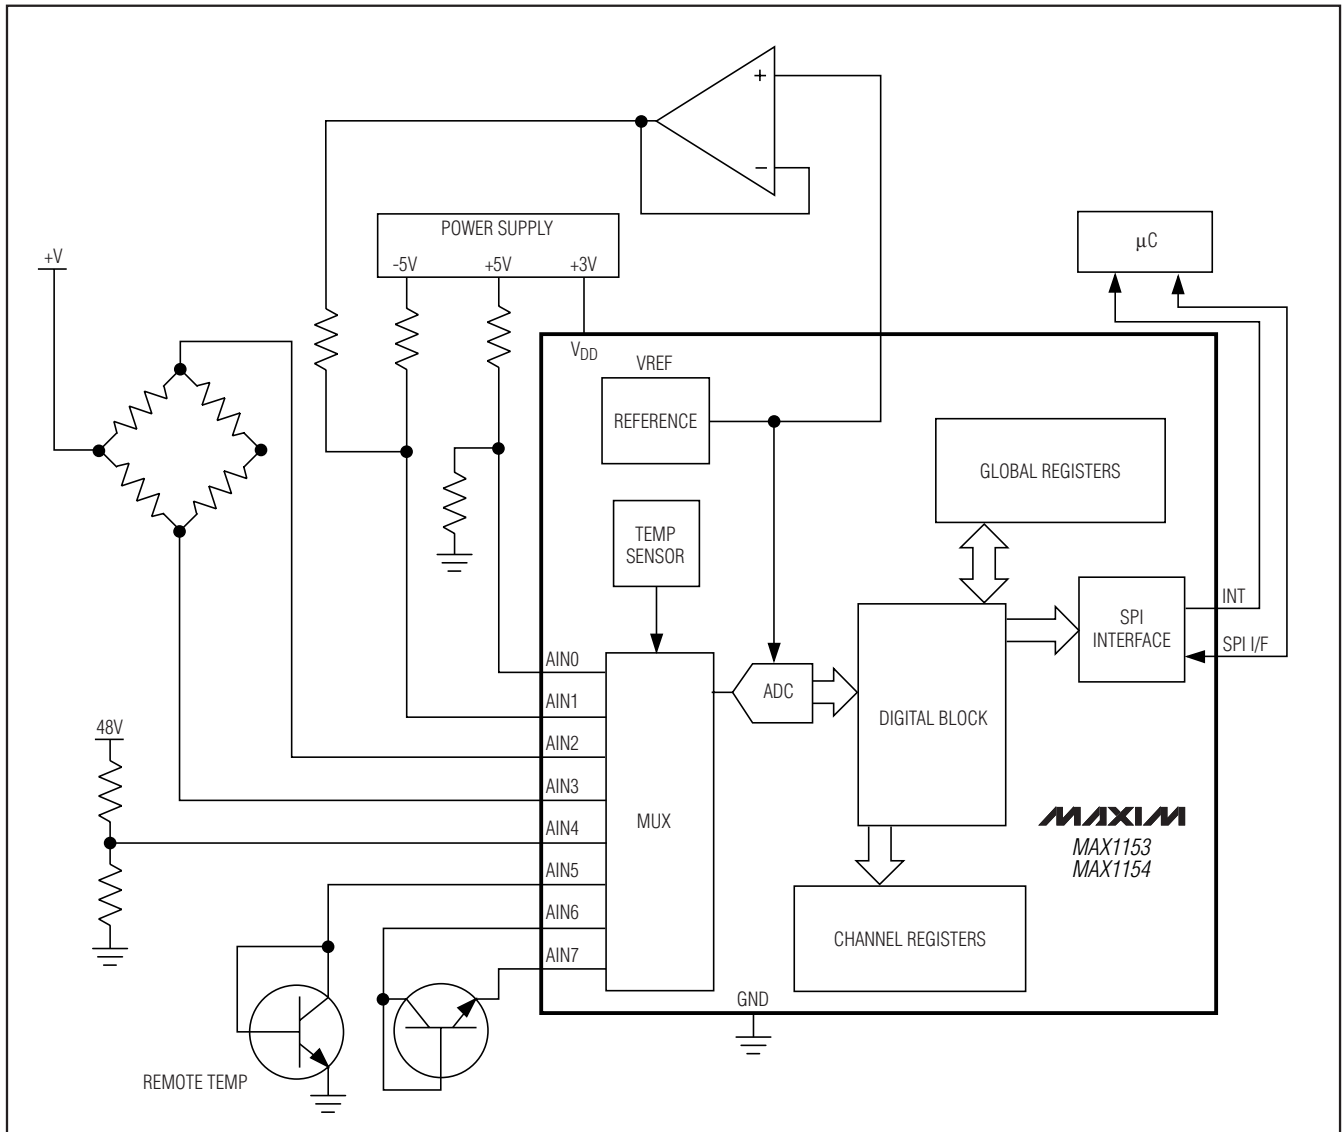 +
−
POWER SUPPLY
-5V +5V +3V
µC
+V
VDD
VREF
REFERENCE
GLOBAL REGISTERS
TEMP
SENSOR
SPI
INTERFACE
INT
SPI I/F
AIN0
AIN1
AIN2
AIN3
AIN4
AIN5
AIN6
AIN7
MUX
ADC
DIGITAL BLOCK
48V
MAXIM
MAX1153
MAX1154
CHANNEL REGISTERS
GND
REMOTE TEMP